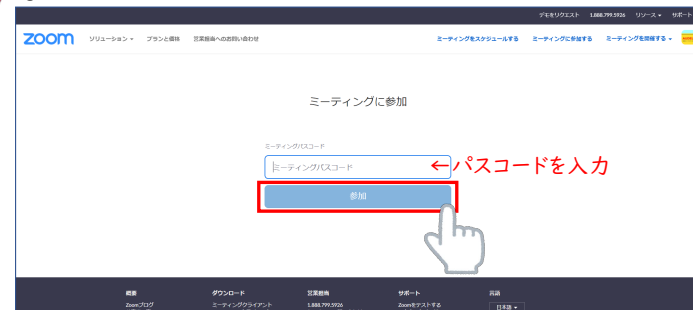 デモをリクエスト 1.888.799.5926 リソース サポート
zoom ソリューション プランと価格 営業担当へのお問い合わせ ミーティングをスケジュールする ミーティングに参加する ミーティングを開催する
ミーティングに参加
ミーティングパスコード
ミーティングパスコード ←パスコードを入力
参加
概要 ダウンロード 営業担当 サポート 言語
Zoomブログ ミーティングクライアント 1.888.799.5926 Zoomをテストする 日本語